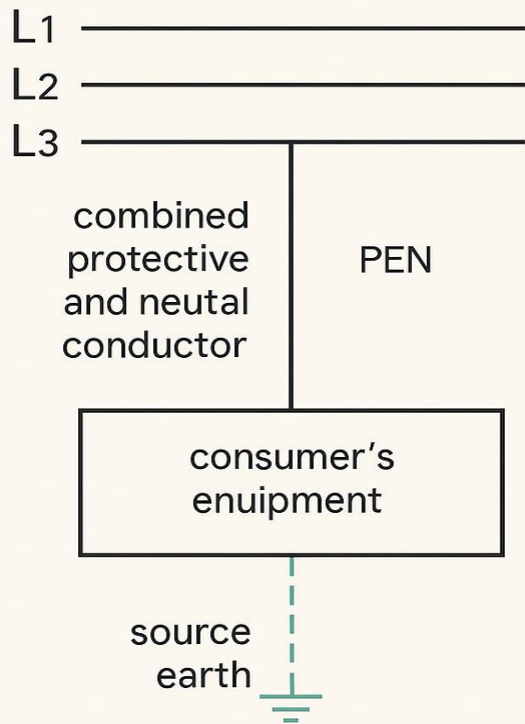 L1
L2
L3
combined
protective
and neutal
conductor
PEN
consumer's
enuipment
source
earth